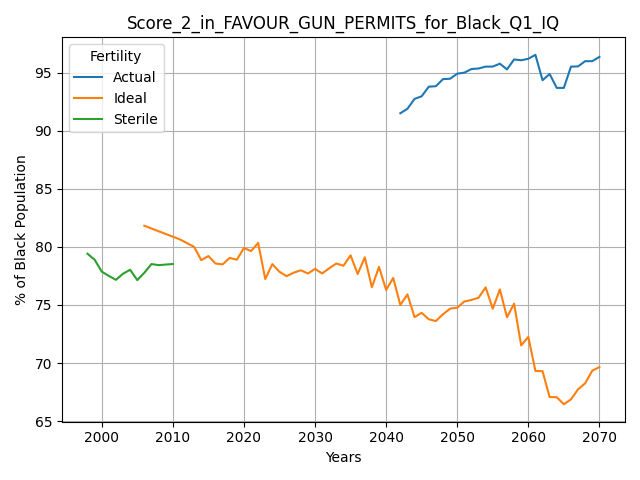 Score_2_in_FAVOUR_GUN_PERMITS_for_Black_Q1_IQ
Fertility
Actual
Ideal
Sterile
95
90
85
80
75
70
65
% of Black Population
2000 2010 2020 2030 2040 2050 2060 2070
Years